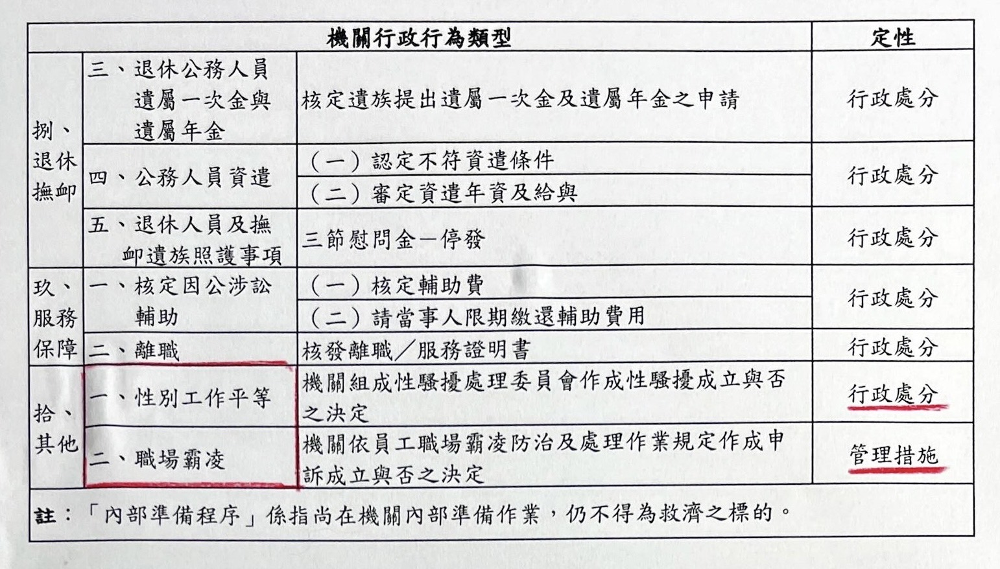 機關行政行為類型
定性
捌、
退休
撫卹
三、退休公務人員
遺屬一次金與
遺屬年金
核定遺族提出遺屬一次金及遺屬年金之申請
行政處分
四、公務人員資遣
（一）認定不符資遣條件
（二）審定資遣年資及給與
行政處分
五、退休人員及撫
卹遺族照護事項
三節慰問金－停發
行政處分
玖、
服務
保障
一、核定因公涉訟
輔助
（一）核定輔助費
（二）請當事人限期繳還輔助費用
行政處分
二、離職
核發離職／服務證明書
行政處分
拾、
其他
一、性別工作平等
機關組成性騷擾處理委員會作成性騷擾成立與否
之決定
行政處分
二、職場霸凌
機關依員工職場霸凌防治及處理作業規定作成申
訴成立與否之決定
管理措施
註：「內部準備程序」係指尚在機關內部準備作業，仍不得為救濟之標的。